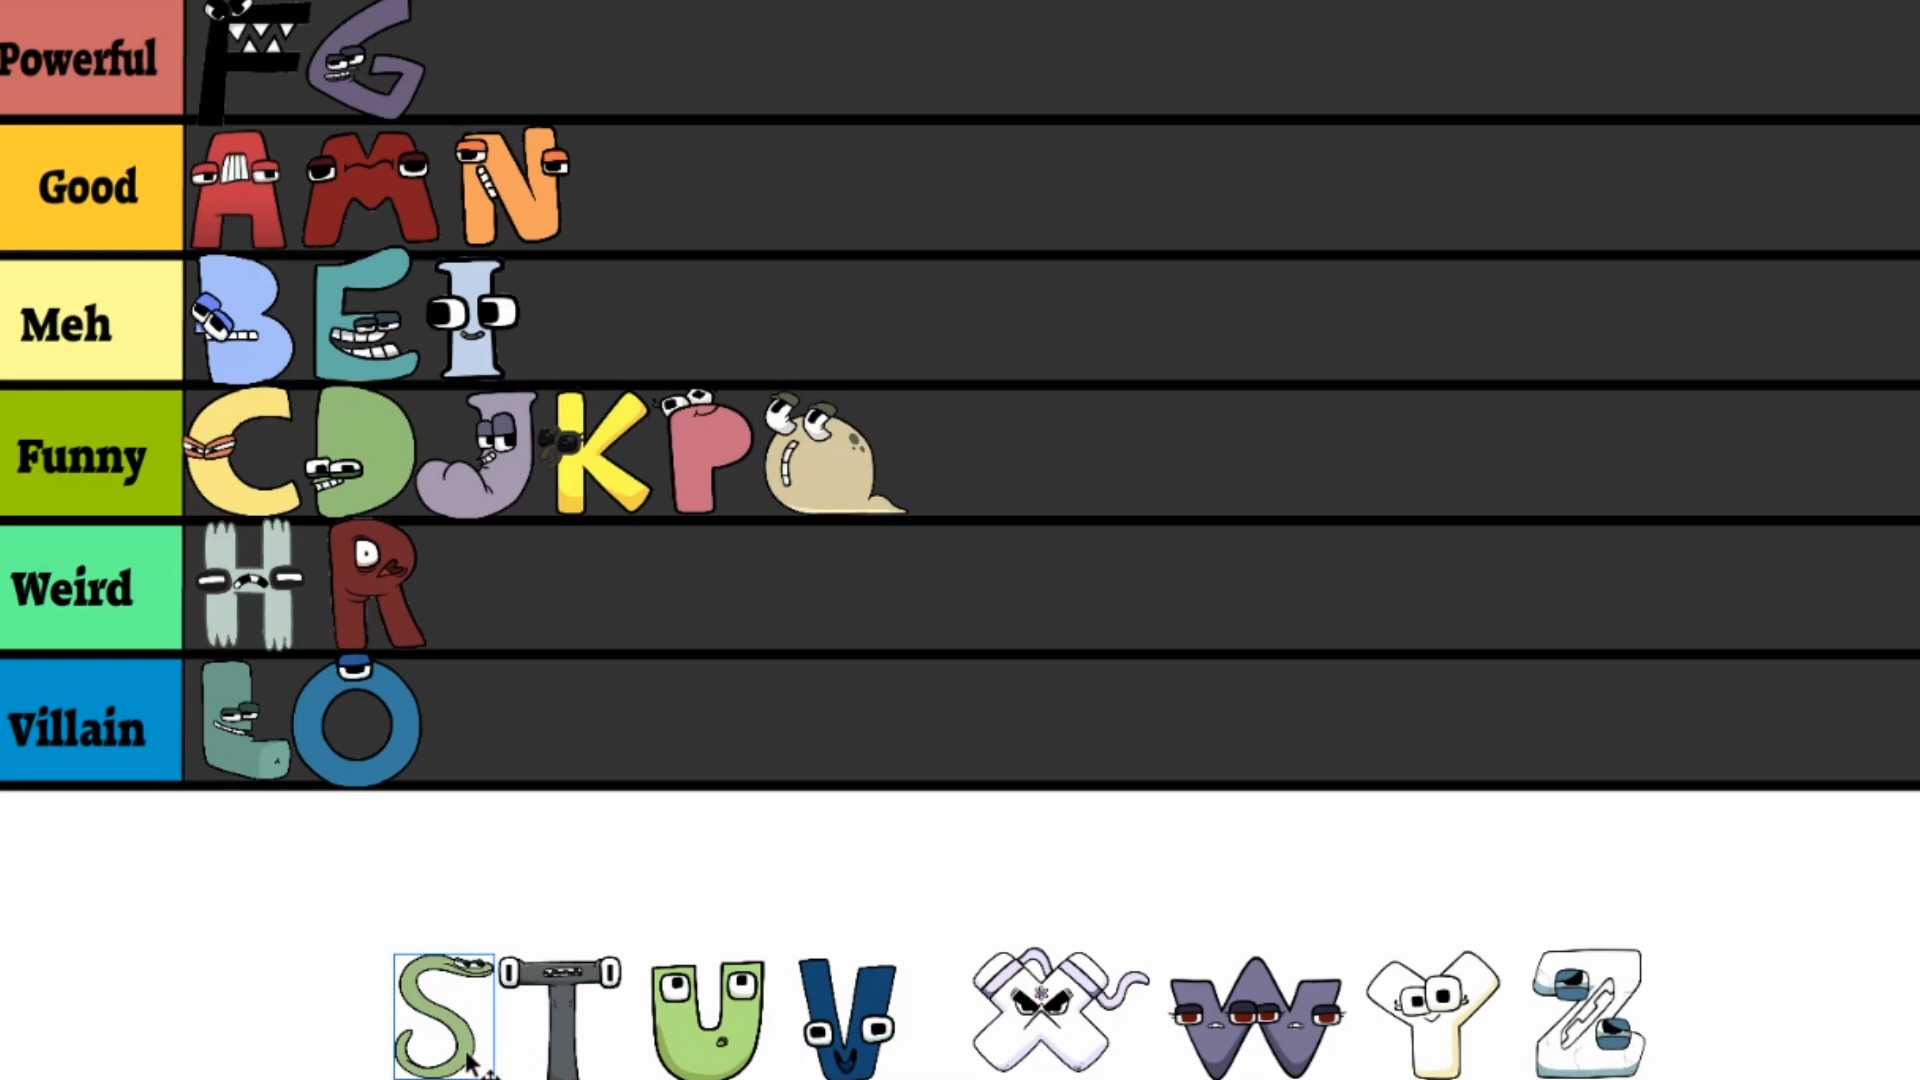 Powerful F G
Good A M N
Meh B E I
Funny C D J K P Q
Weird H R
Villain L O
S T U V X W Y Z